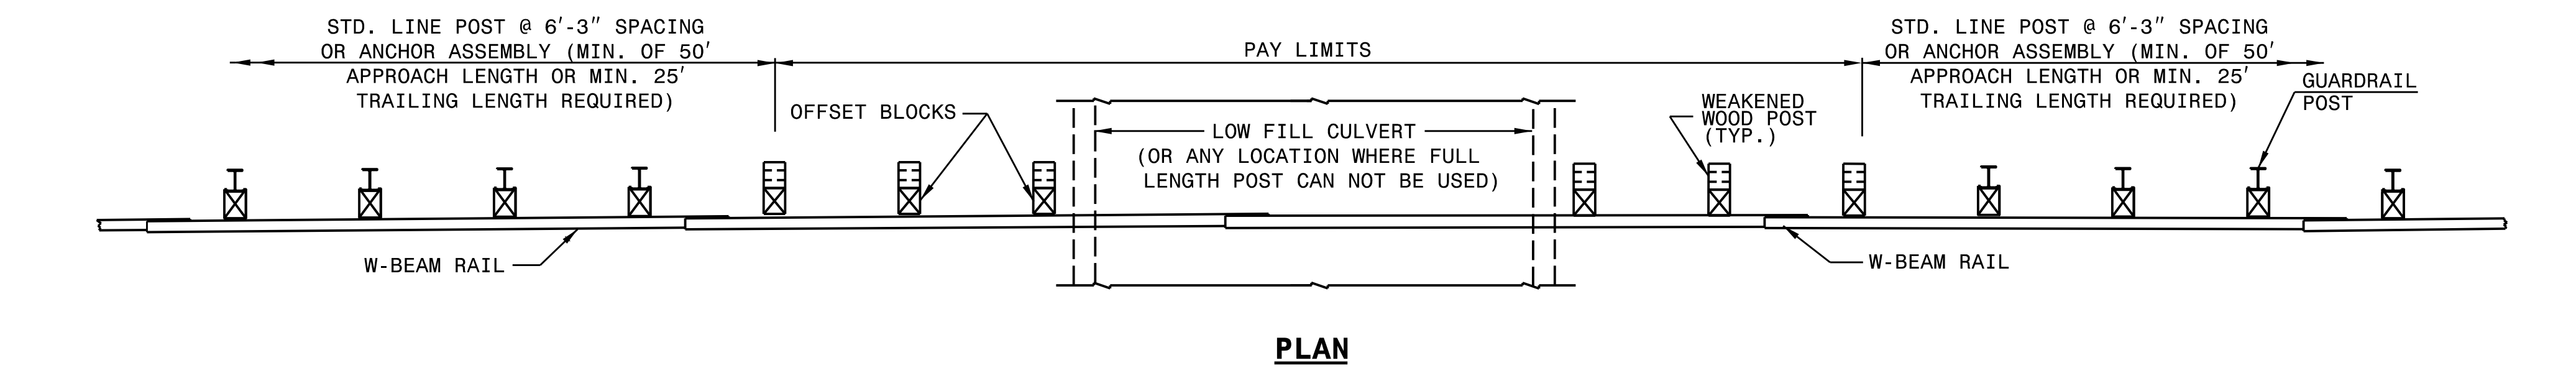 STD. LINE POST @ 6'-3" SPACING
OR ANCHOR ASSEMBLY (MIN. OF 50'
APPROACH LENGTH OR MIN. 25'
TRAILING LENGTH REQUIRED)
PAY LIMITS
STD. LINE POST @ 6'-3" SPACING
OR ANCHOR ASSEMBLY (MIN. OF 50'
APPROACH LENGTH OR MIN. 25'
TRAILING LENGTH REQUIRED)
GUARDRAIL
POST
OFFSET BLOCKS
WEAKENED
WOOD POST
(TYP.)
LOW FILL CULVERT
(OR ANY LOCATION WHERE FULL
LENGTH POST CAN NOT BE USED)
W-BEAM RAIL
W-BEAM RAIL
PLAN